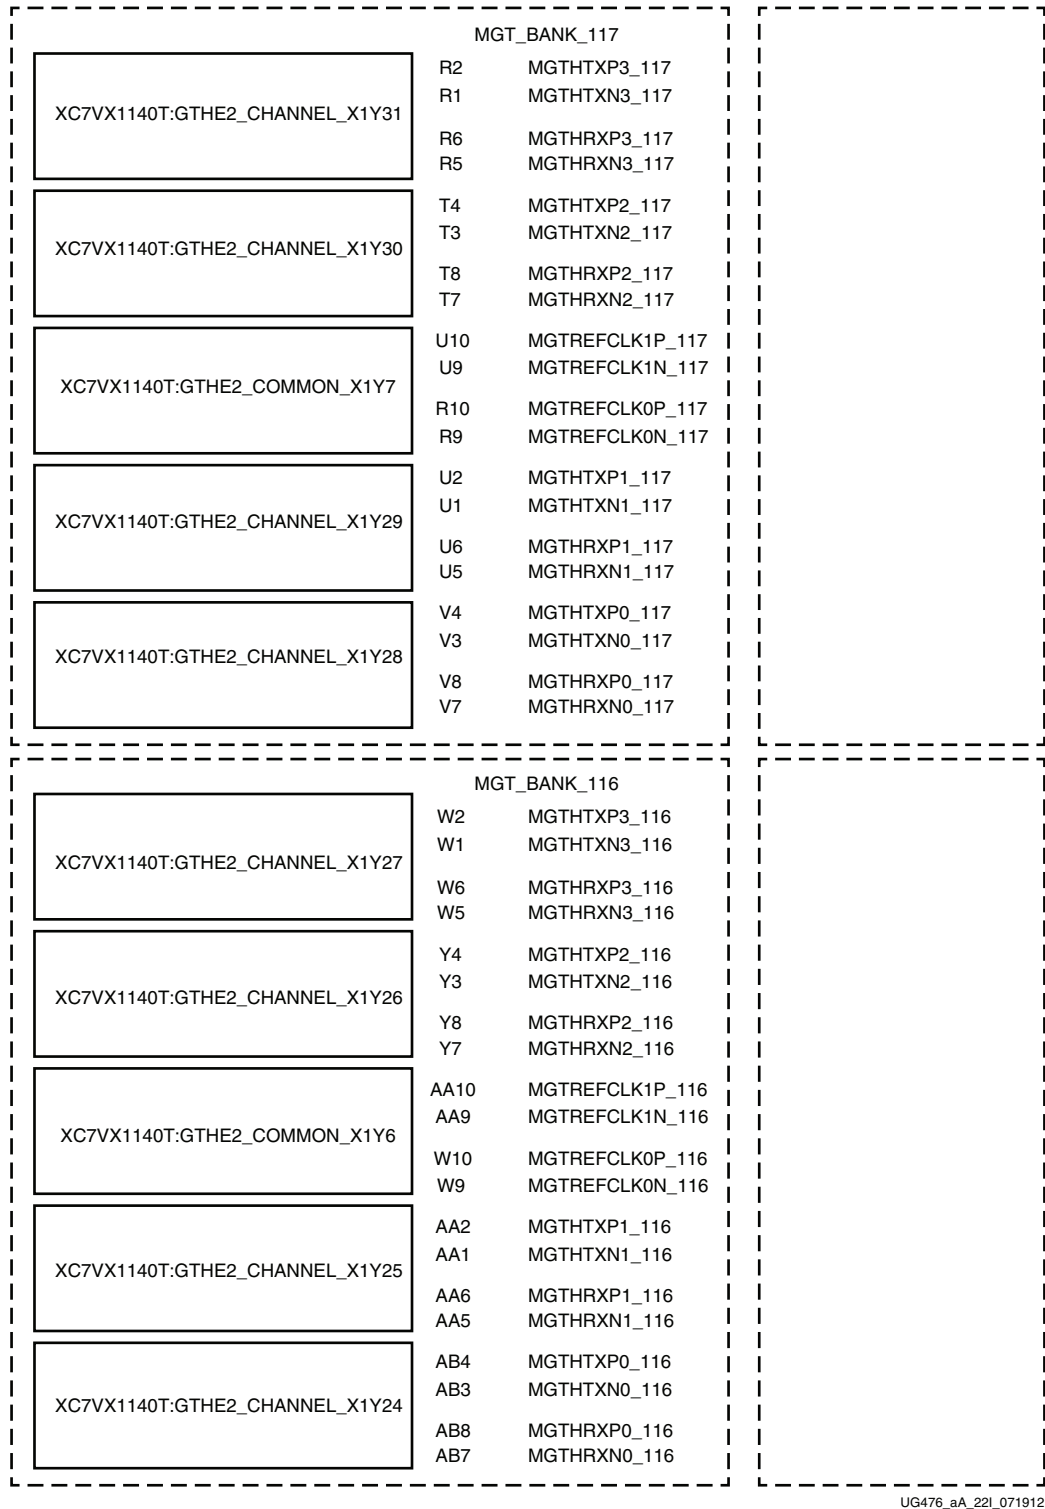 MGT_BANK_117
R2 MGTHTXP3_117
R1 MGTHTXN3_117
XC7VX1140T:GTHE2_CHANNEL_X1Y31
R6 MGTHRXP3_117
R5 MGTHRXN3_117
T4 MGTHTXP2_117
T3 MGTHTXN2_117
XC7VX1140T:GTHE2_CHANNEL_X1Y30
T8 MGTHRXP2_117
T7 MGTHRXN2_117
U10 MGTREFCLK1P_117
U9 MGTREFCLK1N_117
XC7VX1140T:GTHE2_COMMON_X1Y7
R10 MGTREFCLK0P_117
R9 MGTREFCLK0N_117
U2 MGTHTXP1_117
U1 MGTHTXN1_117
XC7VX1140T:GTHE2_CHANNEL_X1Y29
U6 MGTHRXP1_117
U5 MGTHRXN1_117
V4 MGTHTXP0_117
V3 MGTHTXN0_117
XC7VX1140T:GTHE2_CHANNEL_X1Y28
V8 MGTHRXP0_117
V7 MGTHRXN0_117
MGT_BANK_116
W2 MGTHTXP3_116
W1 MGTHTXN3_116
XC7VX1140T:GTHE2_CHANNEL_X1Y27
W6 MGTHRXP3_116
W5 MGTHRXN3_116
Y4 MGTHTXP2_116
Y3 MGTHTXN2_116
XC7VX1140T:GTHE2_CHANNEL_X1Y26
Y8 MGTHRXP2_116
Y7 MGTHRXN2_116
AA10 MGTREFCLK1P_116
AA9 MGTREFCLK1N_116
XC7VX1140T:GTHE2_COMMON_X1Y6
W10 MGTREFCLK0P_116
W9 MGTREFCLK0N_116
AA2 MGTHTXP1_116
AA1 MGTHTXN1_116
XC7VX1140T:GTHE2_CHANNEL_X1Y25
AA6 MGTHRXP1_116
AA5 MGTHRXN1_116
AB4 MGTHTXP0_116
AB3 MGTHTXN0_116
XC7VX1140T:GTHE2_CHANNEL_X1Y24
AB8 MGTHRXP0_116
AB7 MGTHRXN0_116
UG476_aA_22I_071912